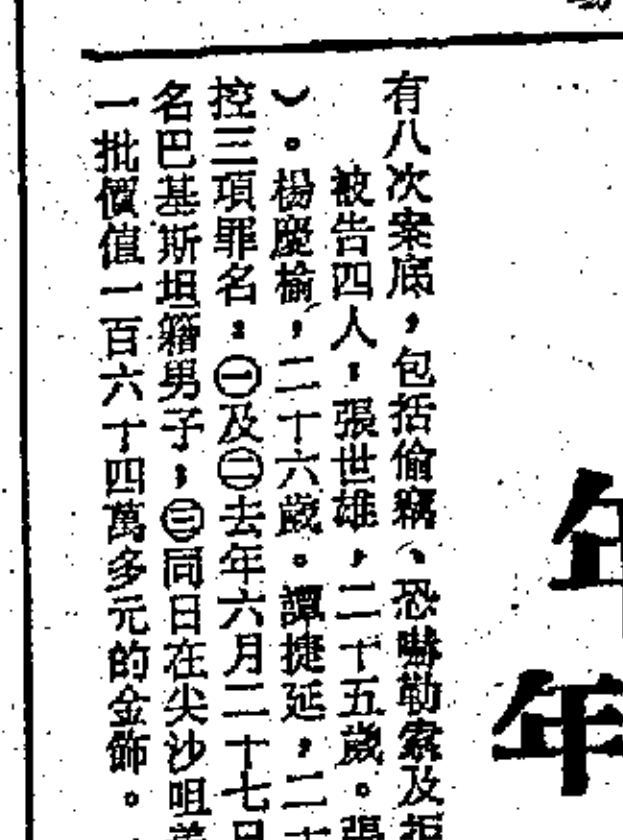 年年
有八次案底，包括偷竊、恐嚇勒索及拒
被告四人：張世雄，二十五歲。張
）。楊慶榆，二十六歲。譚捷延，二十
控三項罪名：㊀及㊁去年六月二十七日
名巴基斯坦籍男子；㊂同日在尖沙咀
一批價值一百六十四萬多元的金飾。